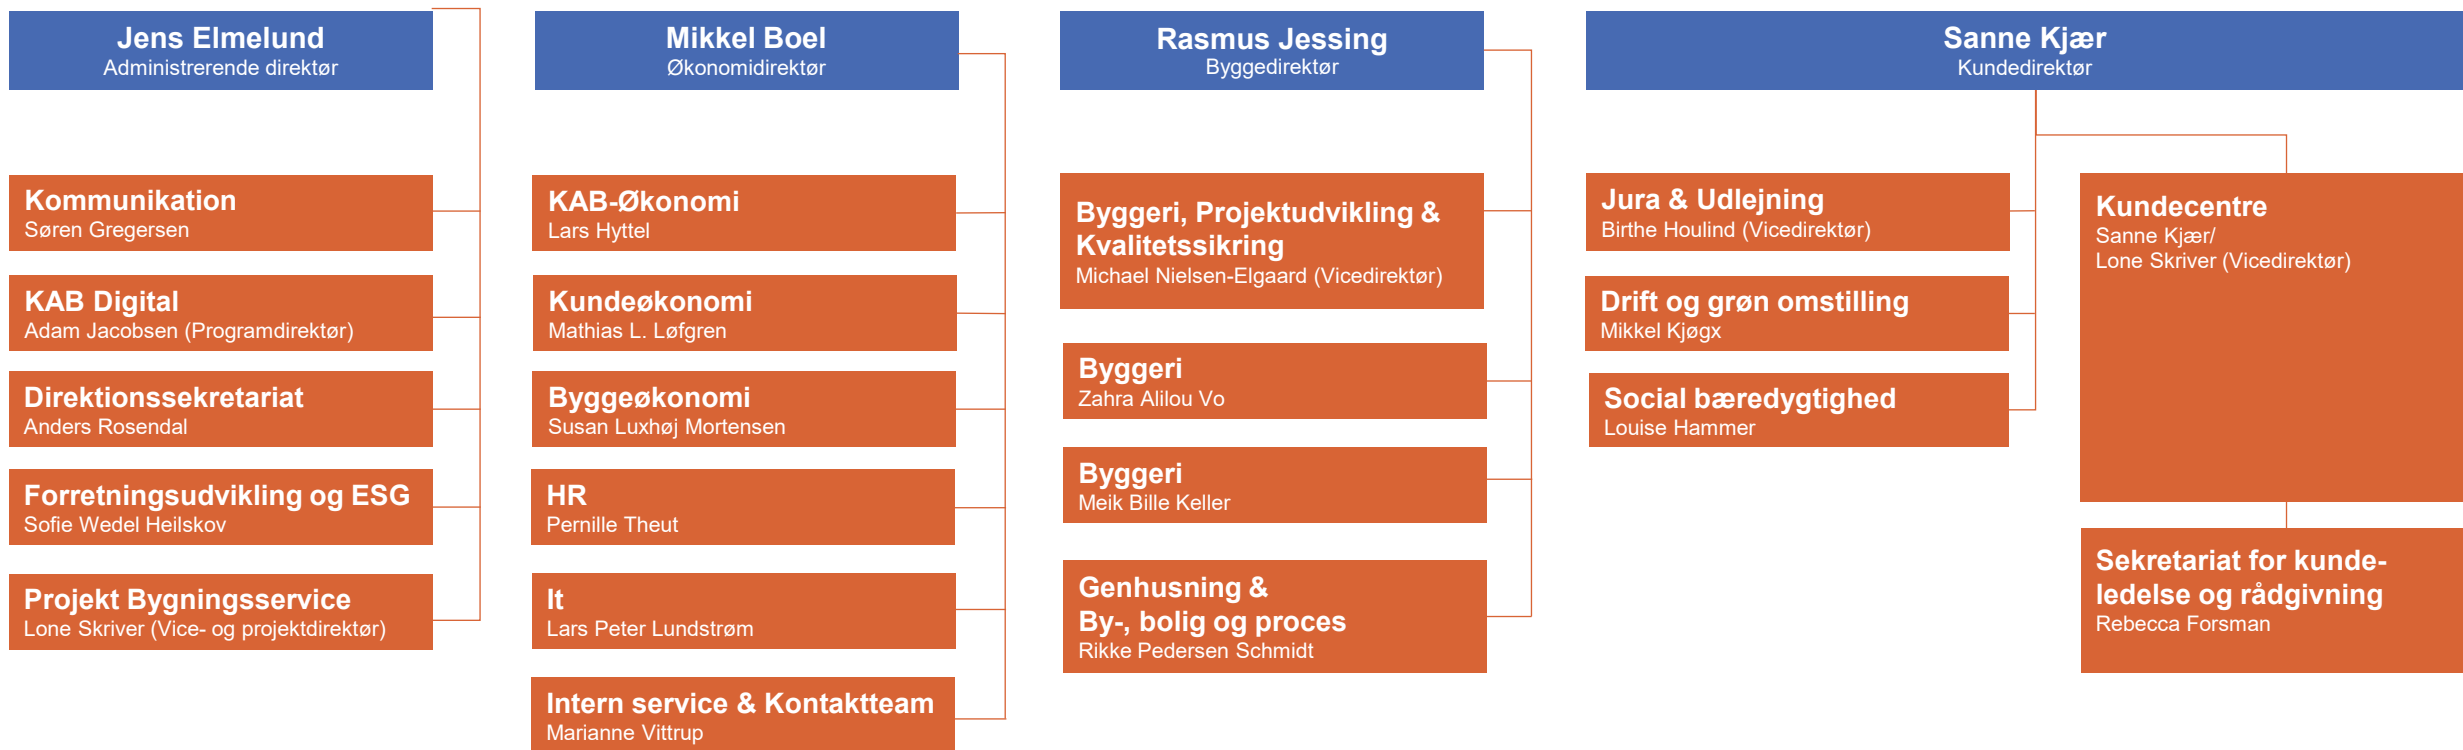 Jens Elmelund
Administrerende direktør
Kommunikation
Søren Gregersen
KAB Digital
Adam Jacobsen (Programdirektør)
Direktionssekretariat
Anders Rosendal
Forretningsudvikling og ESG
Sofie Wedel Heilskov
Projekt Bygningsservice
Lone Skriver (Vice- og projektdirektør)
Mikkel Boel
Økonomidirektør
KAB-Økonomi
Lars Hyttel
Kundeøkonomi
Mathias L. Løfgren
Byggeøkonomi
Susan Luxhøj Mortensen
HR
Pernille Theut
It
Lars Peter Lundstrøm
Intern service & Kontaktteam
Marianne Vittrup
Rasmus Jessing
Byggedirektør
Byggeri, Projektudvikling &
Kvalitetssikring
Michael Nielsen-Elgaard (Vicedirektør)
Byggeri
Zahra Alilou Vo
Byggeri
Meik Bille Keller
Genhusning &
By-, bolig og proces
Rikke Pedersen Schmidt
Sanne Kjær
Kundedirektør
Jura & Udlejning
Birthe Houlind (Vicedirektør)
Drift og grøn omstilling
Mikkel Kjøgx
Social bæredygtighed
Louise Hammer
Kundecentre
Sanne Kjær/
Lone Skriver (Vicedirektør)
Sekretariat for kunde-
ledelse og rådgivning
Rebecca Forsman